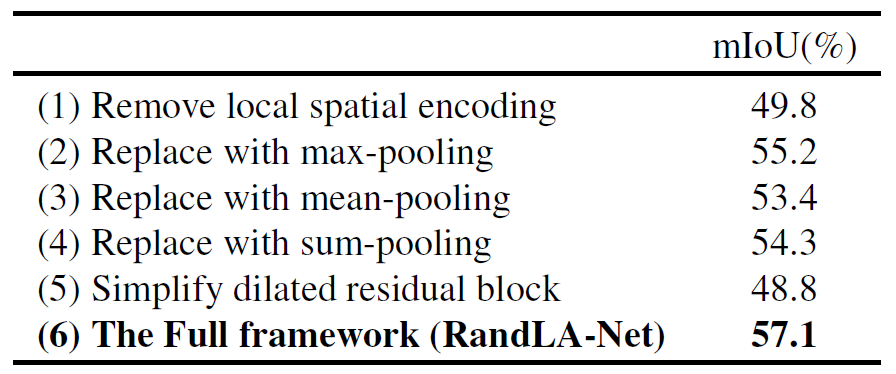 mIoU(%)
(1) Remove local spatial encoding 49.8
(2) Replace with max-pooling 55.2
(3) Replace with mean-pooling 53.4
(4) Replace with sum-pooling 54.3
(5) Simplify dilated residual block 48.8
(6) The Full framework (RandLA-Net) 57.1